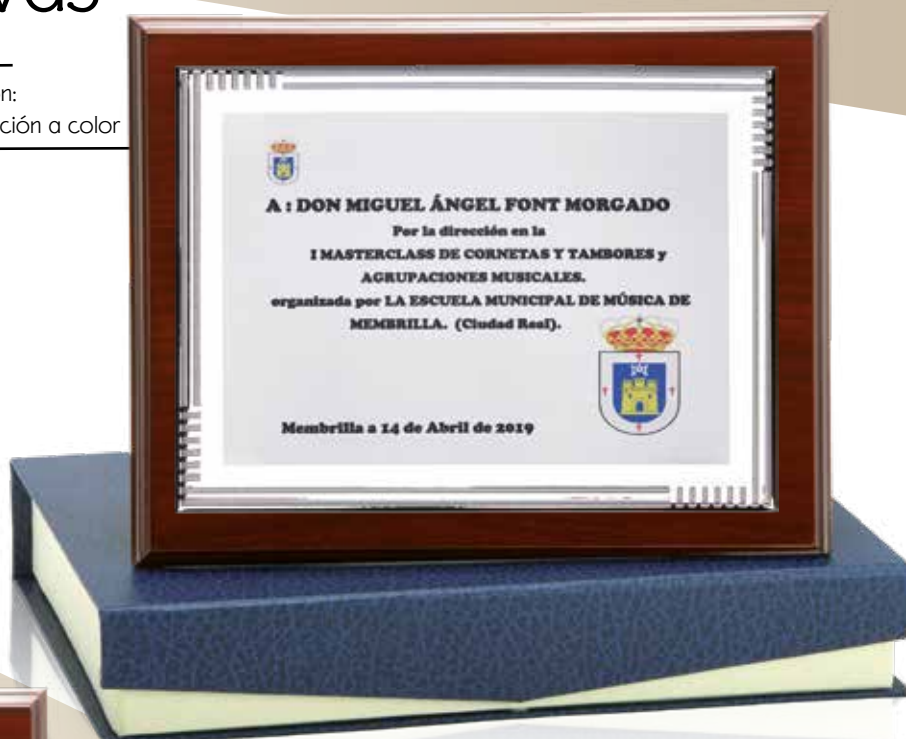 ón:
ción a color
A : DON MIGUEL ÁNGEL FONT MORGADO
Por la dirección en la
I MASTERCLASS DE CORNETAS Y TAMBORES y
AGRUPACIONES MUSICALES.
organizada por LA ESCUELA MUNICIPAL DE MÚSICA DE
MEMBRILLA. (Ciudad Real).
Membrilla a 14 de Abril de 2019